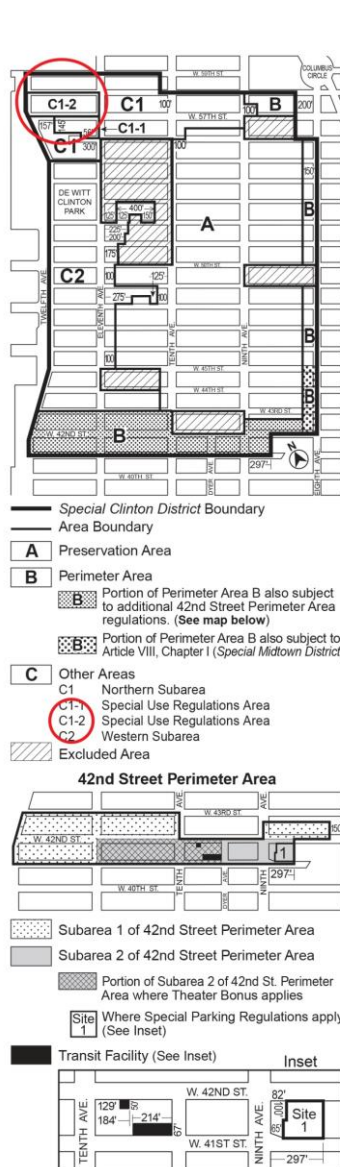 COLUMBUS
CIRCLE
W. 59TH ST.
C1-2
C1
100'
100'
B
200'
W. 57TH ST.
157'
145'
56'
C1-1
C1
300'
100'
150'
DE WITT
CLINTON
PARK
400'
125'
125'
150'
B
225'
200'
A
175'
C2
100'
W. 50TH ST.
125'
275'
100'
TWELFTH AVE.
ELEVENTH AVE.
TENTH AVE.
NINTH AVE.
B
100'
W. 45TH ST.
W. 44TH ST.
B
W. 43RD ST.
W. 42ND ST.
B
N
297'
W. 40TH ST.
DYER AVE.
EIGHTH AVE.
Special Clinton District Boundary
Area Boundary
A Preservation Area
B Perimeter Area
B Portion of Perimeter Area B also subject
to additional 42nd Street Perimeter Area
regulations. (See map below)
B Portion of Perimeter Area B also subject to
Article VIII, Chapter I (Special Midtown District
C Other Areas
C1 Northern Subarea
C1-1 Special Use Regulations Area
C1-2 Special Use Regulations Area
C2 Western Subarea
Excluded Area
42nd Street Perimeter Area
AVE.
W. 43RD ST.
AVE.
150'
W. 42ND ST.
1
W. 40TH ST.
TENTH
DYER AVE.
NINTH
297'
Subarea 1 of 42nd Street Perimeter Area
Subarea 2 of 42nd Street Perimeter Area
Portion of Subarea 2 of 42nd St. Perimeter
Area where Theater Bonus applies
Site 1 Where Special Parking Regulations apply
(See Inset)
Transit Facility (See Inset)
Inset
W. 42ND ST.
82'
129'
50'
100'
Site
1
184'
214'
67'
85'
W. 41ST ST.
TENTH AVE.
NINTH AVE.
297'